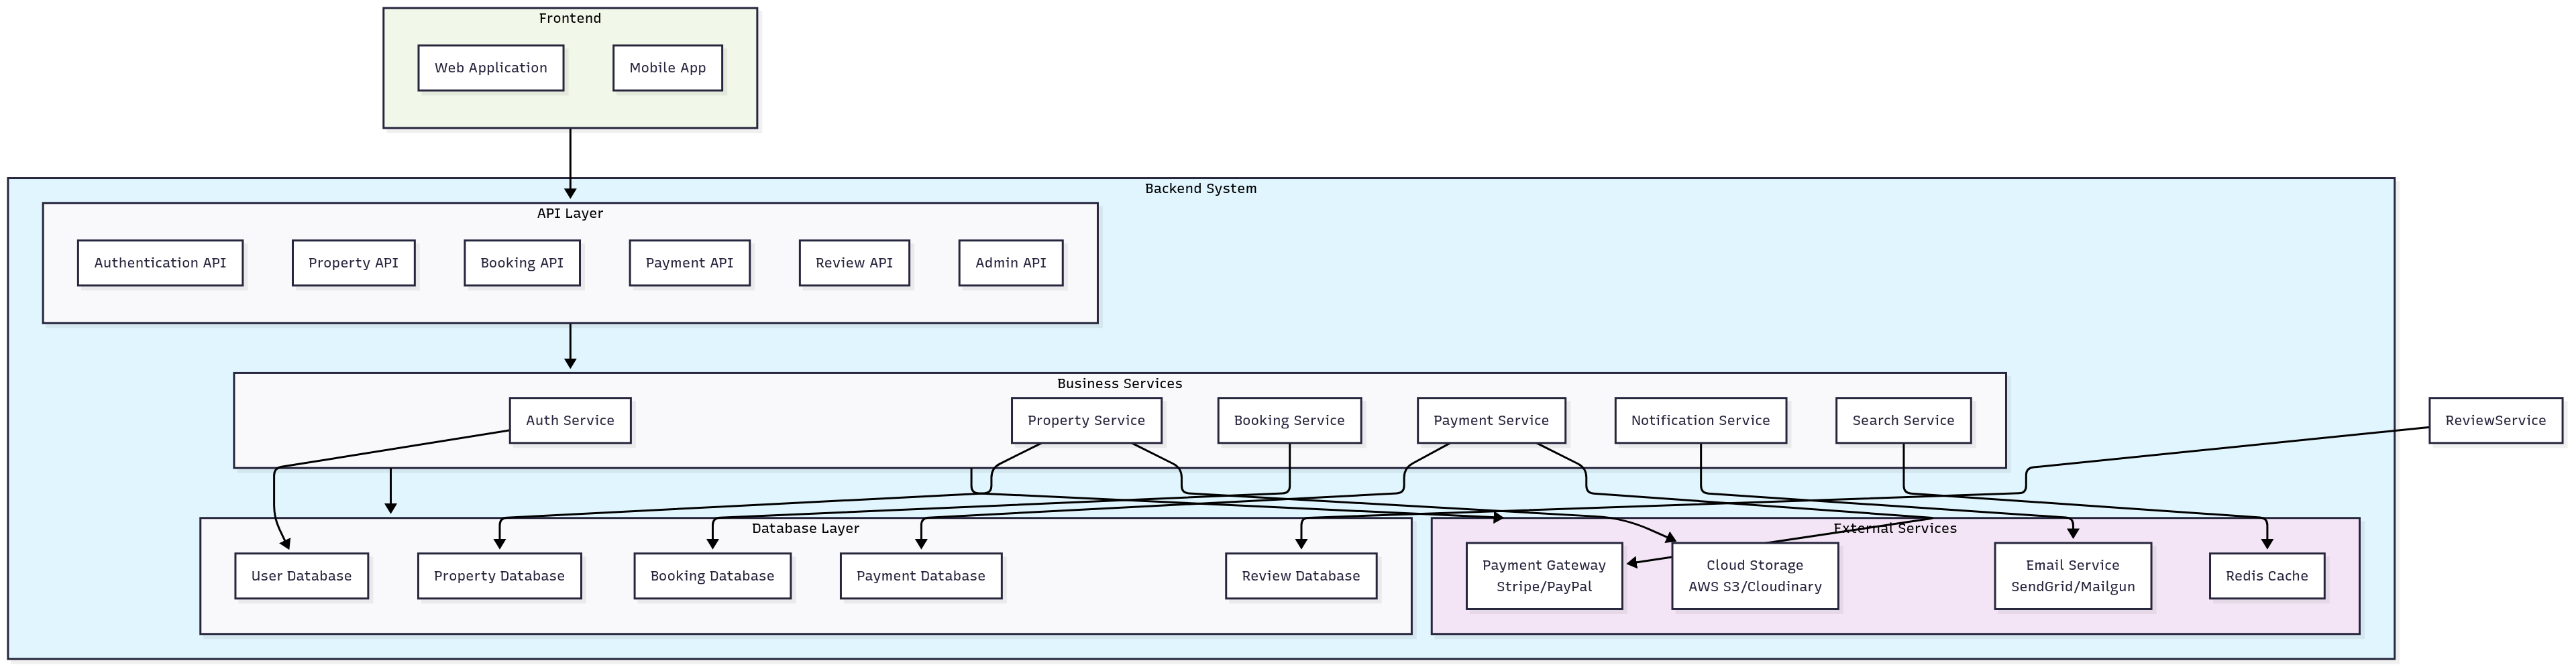 Frontend
Web Application
Mobile App
Backend System
API Layer
Authentication API
Property API
Booking API
Payment API
Review API
Admin API
Business Services
Auth Service
Property Service
Booking Service
Payment Service
Notification Service
Search Service
ReviewService
Database Layer
User Database
Property Database
Booking Database
Payment Database
Review Database
External Services
Payment Gateway
Stripe/PayPal
Cloud Storage
AWS S3/Cloudinary
Email Service
SendGrid/Mailgun
Redis Cache